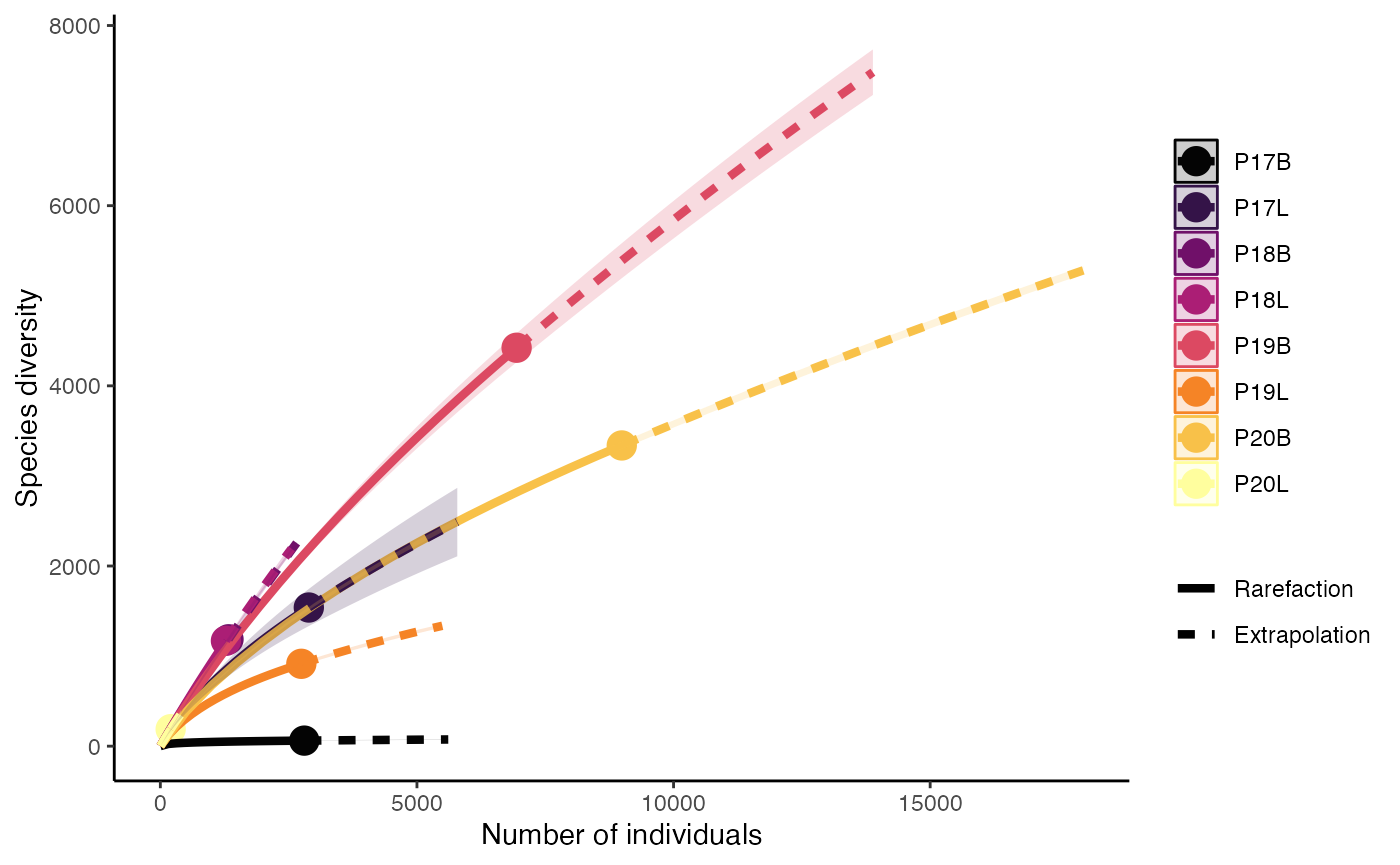 8000
6000
4000
2000
0
Species diversity
0
5000
10000
15000
Number of individuals
P17B
P17L
P18B
P18L
P19B
P19L
P20B
P20L
Rarefaction
Extrapolation